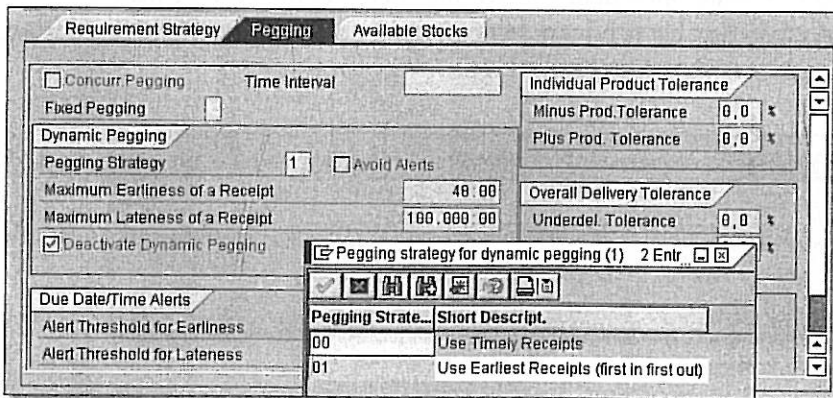 Requirement Strategy Pegging Available Stocks
Concurr.Pegging Time Interval
Fixed Pegging
Dynamic Pegging
Pegging Strategy 1 Avoid Alerts
Maximum Earliness of a Receipt 48:00
Maximum Lateness of a Receipt 100.000:00
Deactivate Dynamic Pegging
Due Date/Time Alerts
Alert Threshold for Earliness
Alert Threshold for Lateness
Individual Product Tolerance
Minus Prod.Tolerance 0,0 %
Plus Prod. Tolerance 0,0 %
Overall Delivery Tolerance
Underdel. Tolerance 0,0 %
%
Pegging strategy for dynamic pegging (1) 2 Entr...
Pegging Strate... Short Descript.
00 Use Timely Receipts
01 Use Earliest Receipts (first in first out)